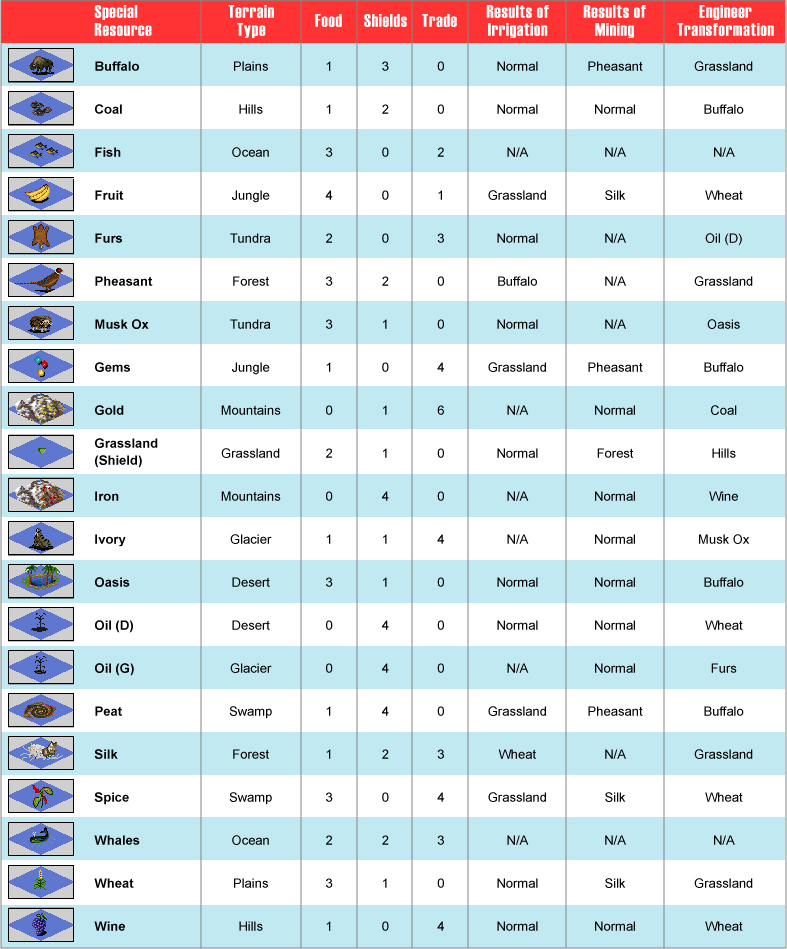 Special Resource Terrain Type Food Shields Trade Results of Irrigation Results of Mining Engineer Transformation
Buffalo Plains 1 3 0 Normal Pheasant Grassland
Coal Hills 1 2 0 Normal Normal Buffalo
Fish Ocean 3 0 2 N/A N/A N/A
Fruit Jungle 4 0 1 Grassland Silk Wheat
Furs Tundra 2 0 3 Normal N/A Oil (D)
Pheasant Forest 3 2 0 Buffalo N/A Grassland
Musk Ox Tundra 3 1 0 Normal N/A Oasis
Gems Jungle 1 0 4 Grassland Pheasant Buffalo
Gold Mountains 0 1 6 N/A Normal Coal
Grassland (Shield) Grassland 2 1 0 Normal Forest Hills
Iron Mountains 0 4 0 N/A Normal Wine
Ivory Glacier 1 1 4 N/A Normal Musk Ox
Oasis Desert 3 1 0 Normal Normal Buffalo
Oil (D) Desert 0 4 0 Normal Normal Wheat
Oil (G) Glacier 0 4 0 N/A Normal Furs
Peat Swamp 1 4 0 Grassland Pheasant Buffalo
Silk Forest 1 2 3 Wheat N/A Grassland
Spice Swamp 3 0 4 Grassland Silk Wheat
Whales Ocean 2 2 3 N/A N/A N/A
Wheat Plains 3 1 0 Normal Silk Grassland
Wine Hills 1 0 4 Normal Normal Wheat